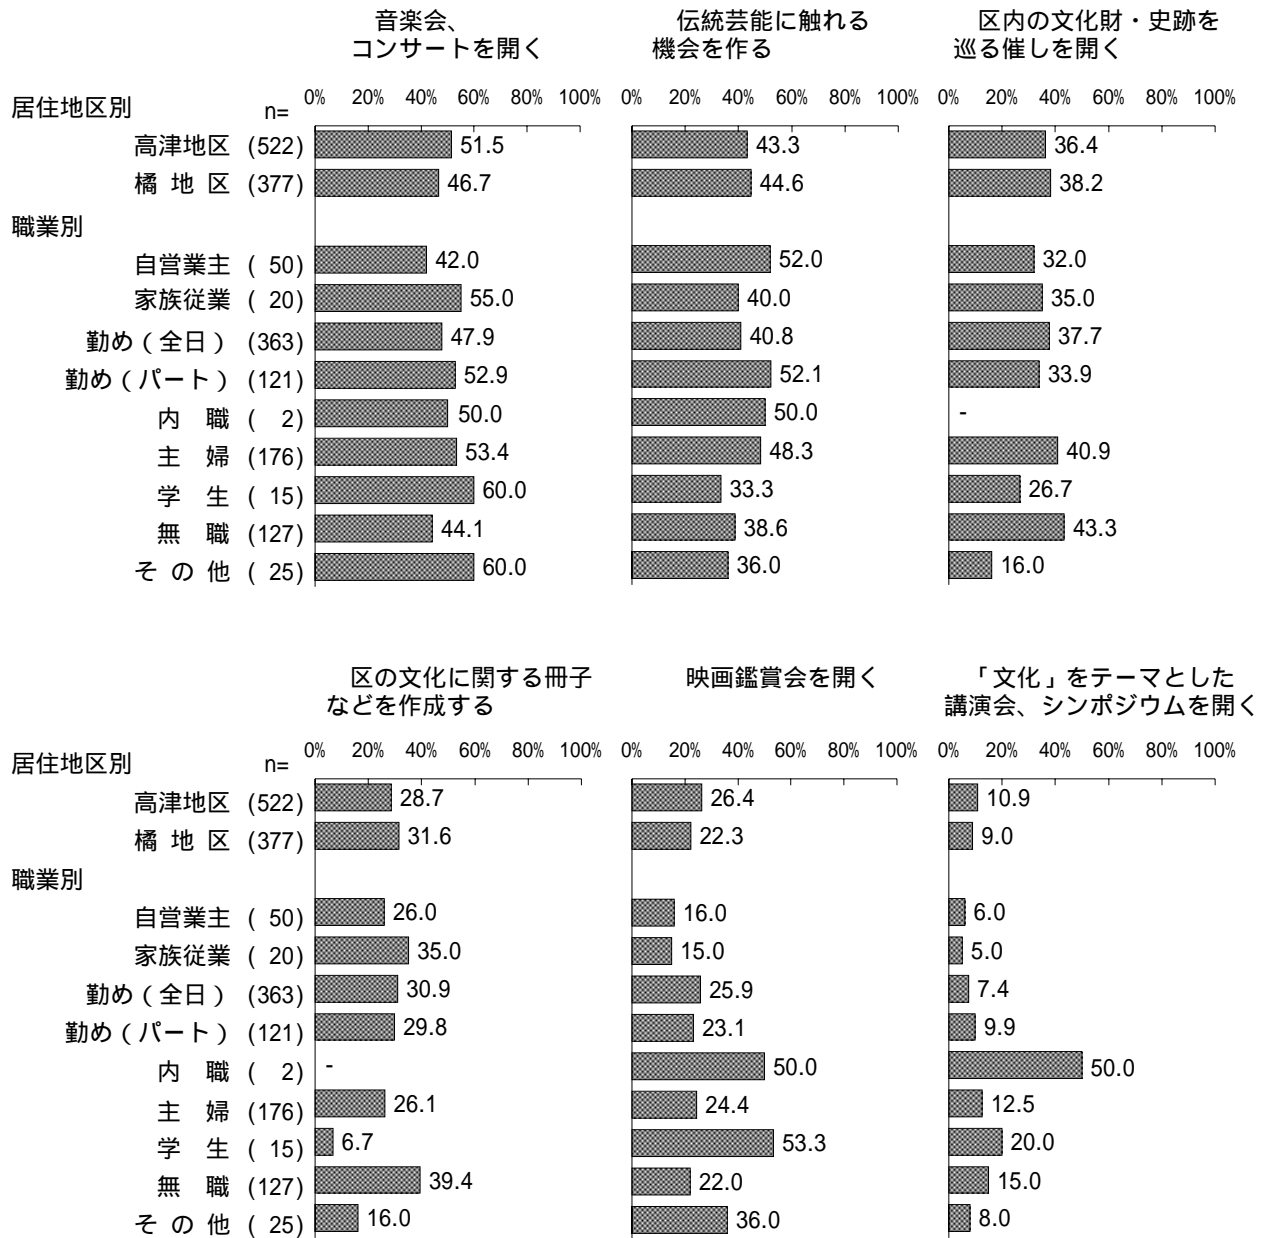 音楽会、
コンサートを開く
伝統芸能に触れる
機会を作る
区内の文化財・史跡を
巡る催しを開く
居住地区別 n= 0% 20% 40% 60% 80% 100% 0% 20% 40% 60% 80% 100% 0% 20% 40% 60% 80% 100%
高津地区 (522) 51.5 43.3 36.4
橘 地 区 (377) 46.7 44.6 38.2
職業別
自営業主 ( 50) 42.0 52.0 32.0
家族従業 ( 20) 55.0 40.0 35.0
勤め(全日) (363) 47.9 40.8 37.7
勤め(パート) (121) 52.9 52.1 33.9
内 職 ( 2) 50.0 50.0 -
主 婦 (176) 53.4 48.3 40.9
学 生 ( 15) 60.0 33.3 26.7
無 職 (127) 44.1 38.6 43.3
そ の 他 ( 25) 60.0 36.0 16.0
区の文化に関する冊子
などを作成する
映画鑑賞会を開く
「文化」をテーマとした
講演会、シンポジウムを開く
居住地区別 n= 0% 20% 40% 60% 80% 100% 0% 20% 40% 60% 80% 100% 0% 20% 40% 60% 80% 100%
高津地区 (522) 28.7 26.4 10.9
橘 地 区 (377) 31.6 22.3 9.0
職業別
自営業主 ( 50) 26.0 16.0 6.0
家族従業 ( 20) 35.0 15.0 5.0
勤め(全日) (363) 30.9 25.9 7.4
勤め(パート) (121) 29.8 23.1 9.9
内 職 ( 2) - 50.0 50.0
主 婦 (176) 26.1 24.4 12.5
学 生 ( 15) 6.7 53.3 20.0
無 職 (127) 39.4 22.0 15.0
そ の 他 ( 25) 16.0 36.0 8.0